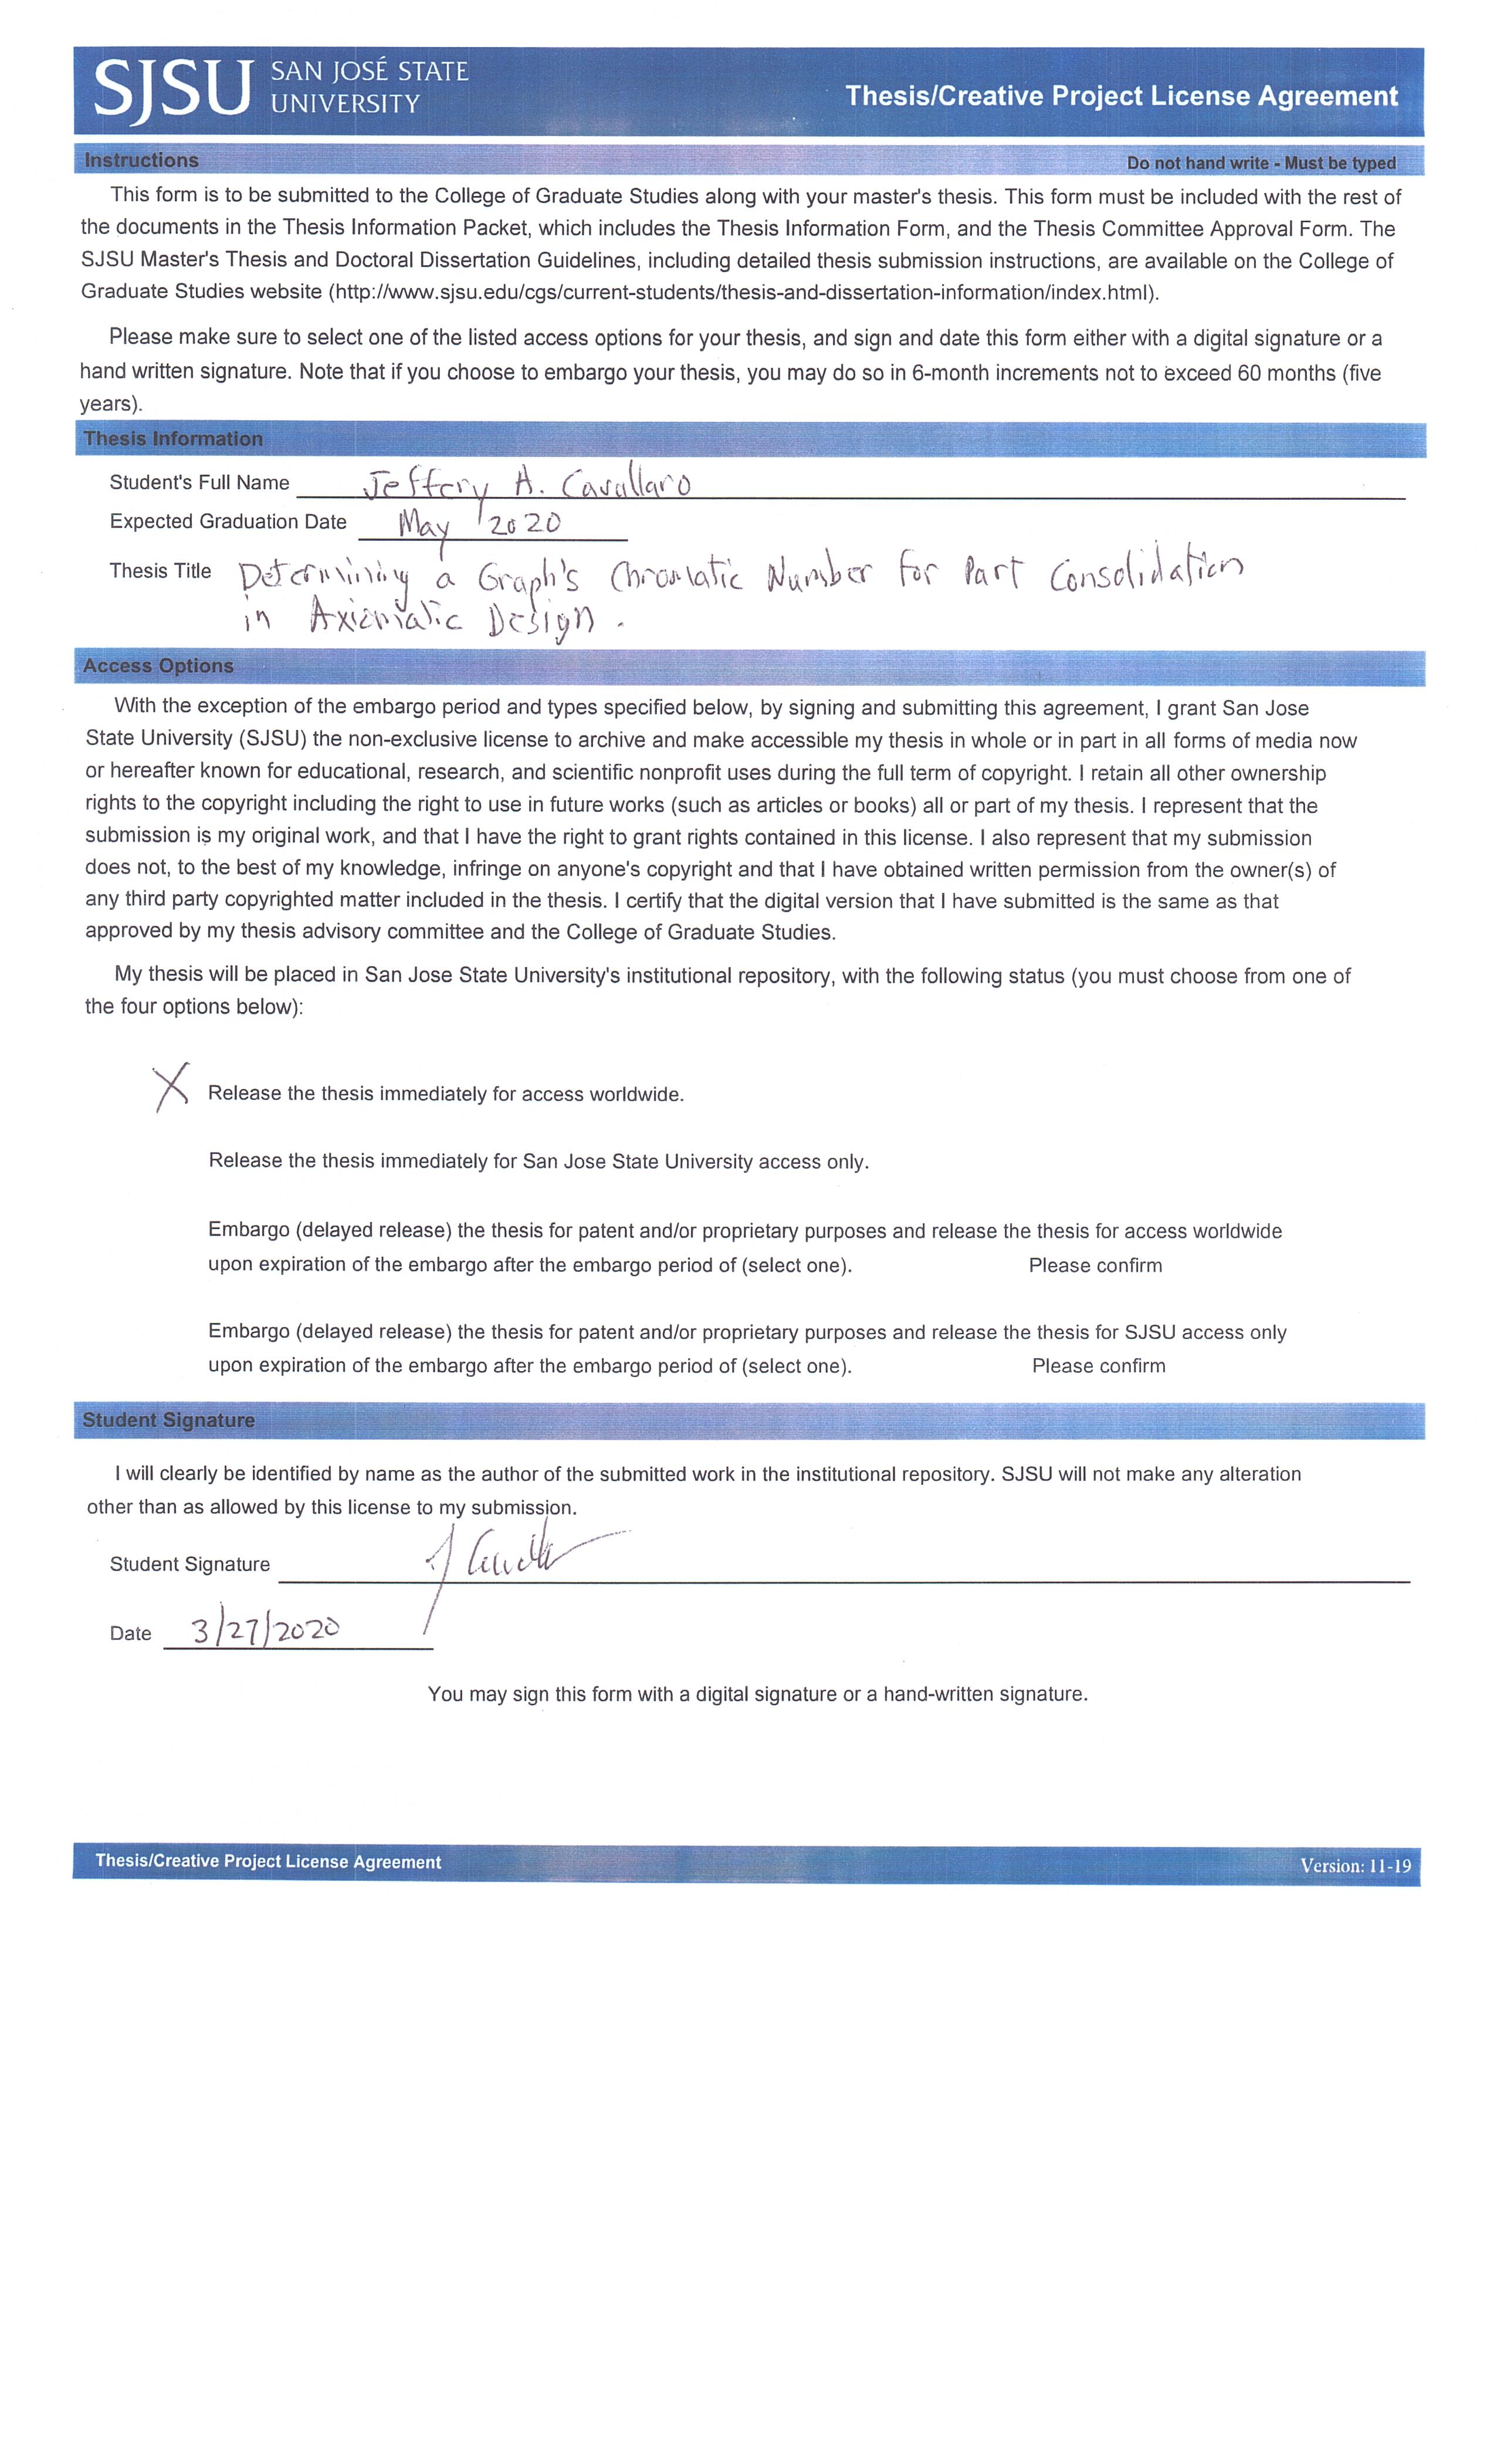 SJSU SAN JOSÉ STATE
UNIVERSITY
Thesis/Creative Project License Agreement
Instructions Do not hand write - Must be typed
This form is to be submitted to the College of Graduate Studies along with your master's thesis. This form must be included with the rest of
the documents in the Thesis Information Packet, which includes the Thesis Information Form, and the Thesis Committee Approval Form. The
SJSU Master's Thesis and Doctoral Dissertation Guidelines, including detailed thesis submission instructions, are available on the College of
Graduate Studies website (http://www.sjsu.edu/cgs/current-students/thesis-and-dissertation-information/index.html).
Please make sure to select one of the listed access options for your thesis, and sign and date this form either with a digital signature or a
hand written signature. Note that if you choose to embargo your thesis, you may do so in 6-month increments not to exceed 60 months (five
years).
Thesis Information
Student's Full Name Jeffery A. Cavallaro
Expected Graduation Date May 2020
Thesis Title Determining a Graph's Chromatic Number for Part Consolidation
in Axiomatic Design.
Access Options
With the exception of the embargo period and types specified below, by signing and submitting this agreement, I grant San Jose
State University (SJSU) the non-exclusive license to archive and make accessible my thesis in whole or in part in all forms of media now
or hereafter known for educational, research, and scientific nonprofit uses during the full term of copyright. I retain all other ownership
rights to the copyright including the right to use in future works (such as articles or books) all or part of my thesis. I represent that the
submission is my original work, and that I have the right to grant rights contained in this license. I also represent that my submission
does not, to the best of my knowledge, infringe on anyone's copyright and that I have obtained written permission from the owner(s) of
any third party copyrighted matter included in the thesis. I certify that the digital version that I have submitted is the same as that
approved by my thesis advisory committee and the College of Graduate Studies.
My thesis will be placed in San Jose State University's institutional repository, with the following status (you must choose from one of
the four options below):
X Release the thesis immediately for access worldwide.
Release the thesis immediately for San Jose State University access only.
Embargo (delayed release) the thesis for patent and/or proprietary purposes and release the thesis for access worldwide
upon expiration of the embargo after the embargo period of (select one). Please confirm
Embargo (delayed release) the thesis for patent and/or proprietary purposes and release the thesis for SJSU access only
upon expiration of the embargo after the embargo period of (select one). Please confirm
Student Signature
I will clearly be identified by name as the author of the submitted work in the institutional repository. SJSU will not make any alteration
other than as allowed by this license to my submission.
Student Signature
Date 3/27/2020
You may sign this form with a digital signature or a hand-written signature.
Thesis/Creative Project License Agreement Version: 11-19